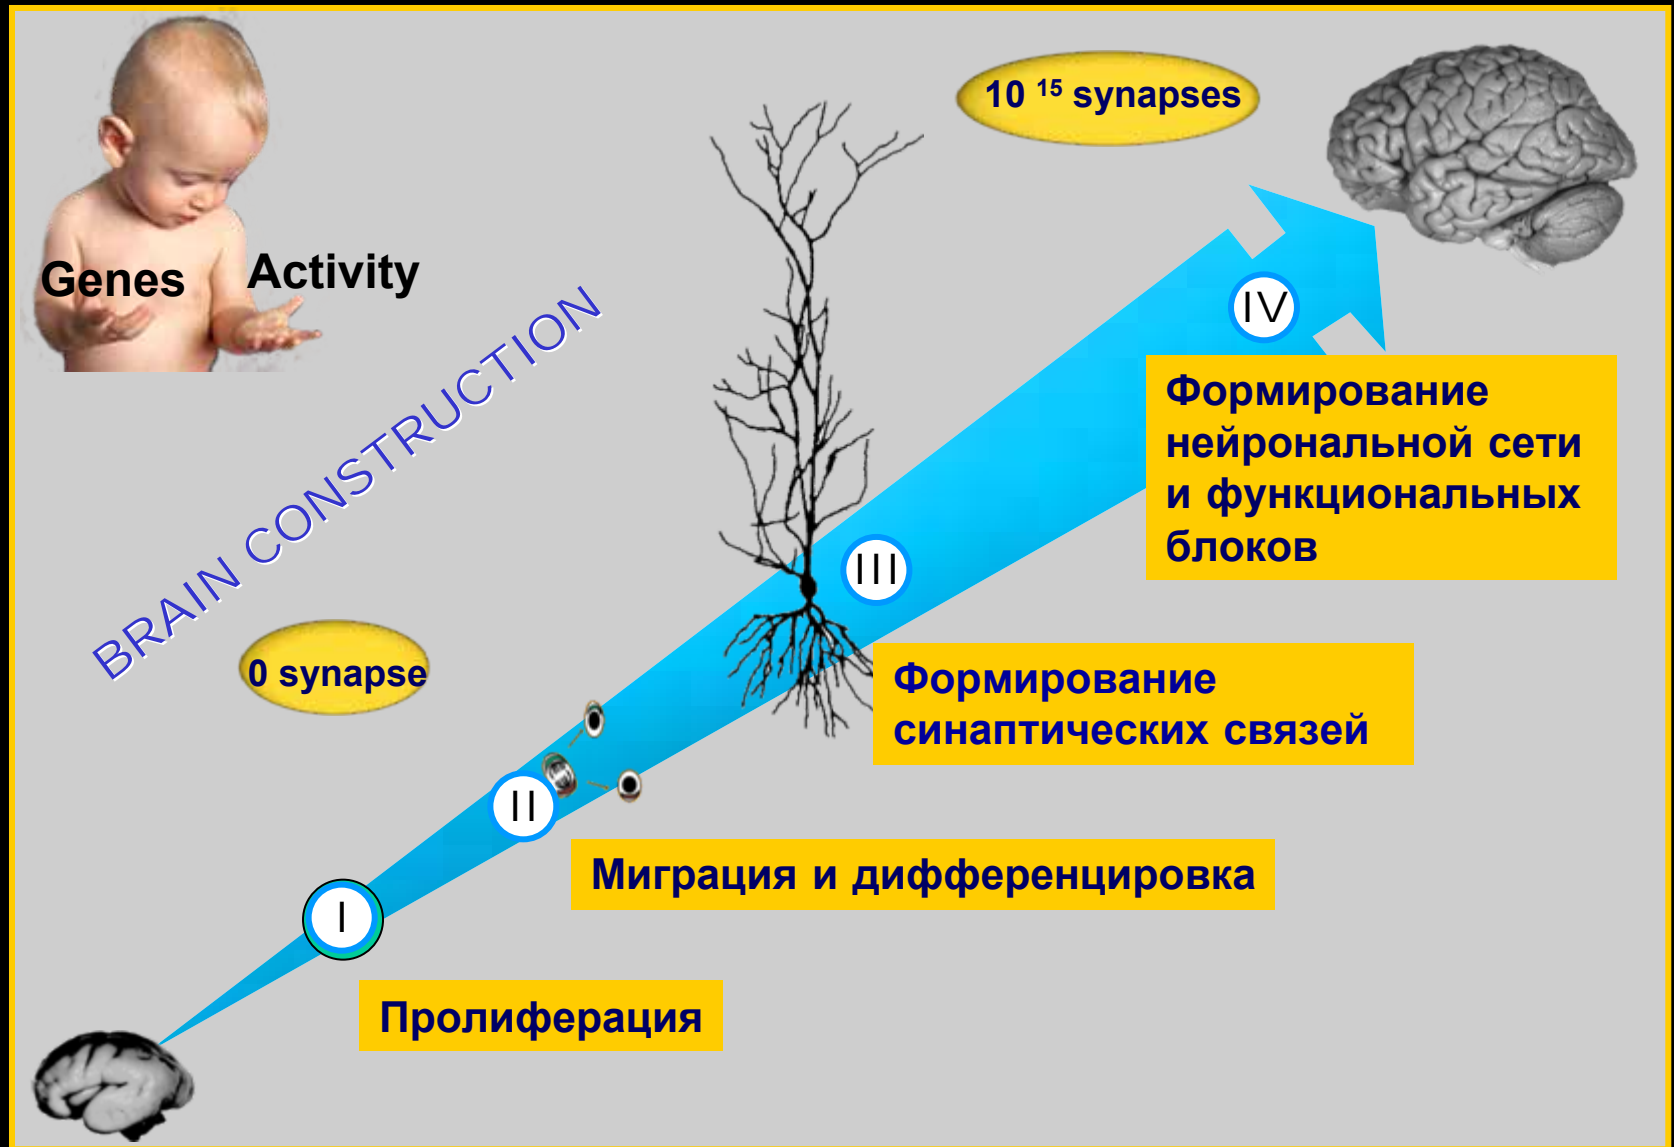 10 15 synapses
Genes Activity
BRAIN CONSTRUCTION
IV
Формирование
нейрональной сети
и функциональных
блоков
III
0 synapse
Формирование
синаптических связей
II
Миграция и дифференцировка
I
Пролиферация